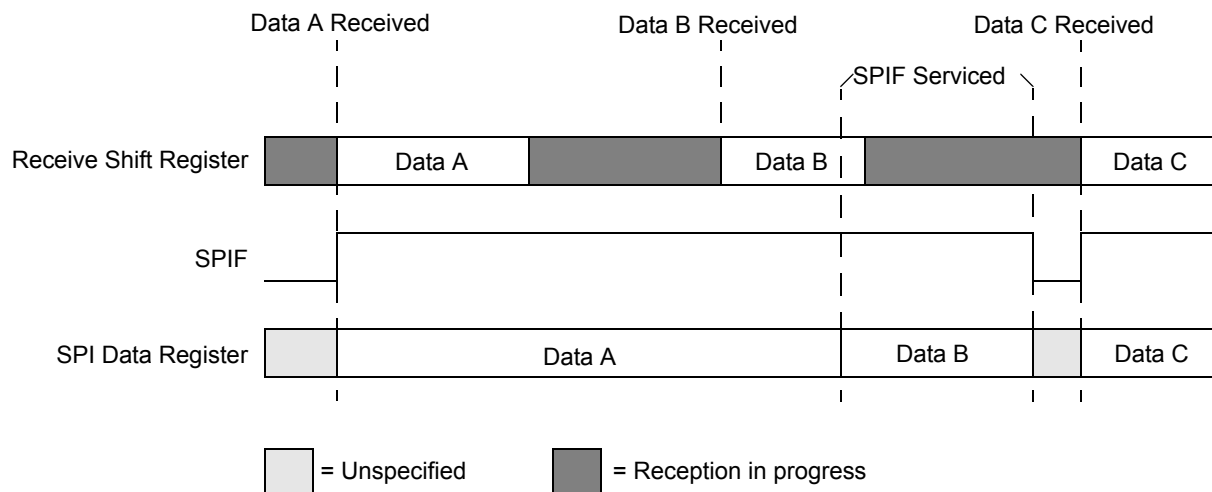 Data A Received
Data B Received
Data C Received
SPIF Serviced
Receive Shift Register
Data A
Data B
Data C
SPIF
SPI Data Register
Data A
Data B
Data C
= Unspecified
= Reception in progress